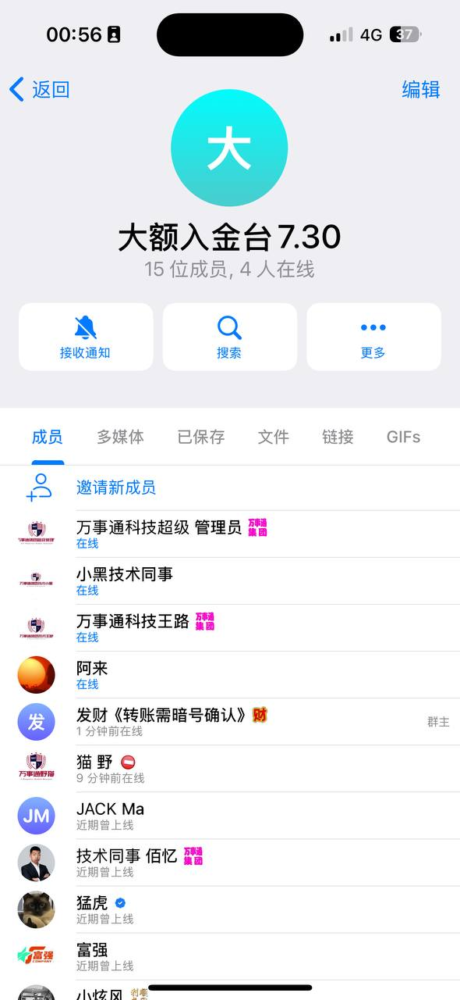 00:56
4G
37
返回
编辑
大
大额入金台7.30
15 位成员, 4 人在线
接收通知
搜索
更多
成员
多媒体
已保存
文件
链接
GIFs
邀请新成员
万事通科技超级 管理员 万事通集团
在线
小黑技术同事
在线
万事通科技王路 万事通集团
在线
阿来
在线
发
发财《转账需暗号确认》财
群主
1 分钟前在线
万事通野猫
猫 野
9 分钟前在线
JM
JACK Ma
近期曾上线
技术同事 佰忆 万事通集团
近期曾上线
猛虎
近期曾上线
富强
COMPANY
富强
近期曾上线
小炫风